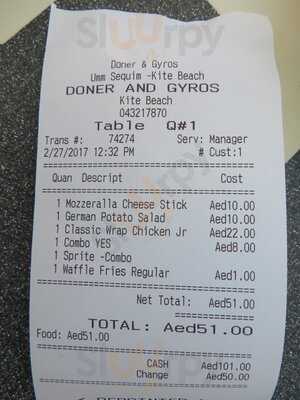 Doner & Gyros
Umm Sequim -Kite Beach
DONER AND GYROS
Kite Beach
043217870
Table Q#1
Trans #: 74274 Serv: Manager
2/27/2017 12:32 PM # Cust:1
Quan Descript Cost
1 Mozzeralla Cheese Stick Aed10.00
1 German Potato Salad Aed10.00
1 Classic Wrap Chicken Jr Aed22.00
1 Combo YES Aed8.00
1 Sprite -Combo
1 Waffle Fries Regular Aed1.00
Net Total: Aed51.00
TOTAL: Aed51.00
Food: Aed51.00
CASH Aed101.00
Change Aed50.00
Sluurpy
Sluurpy